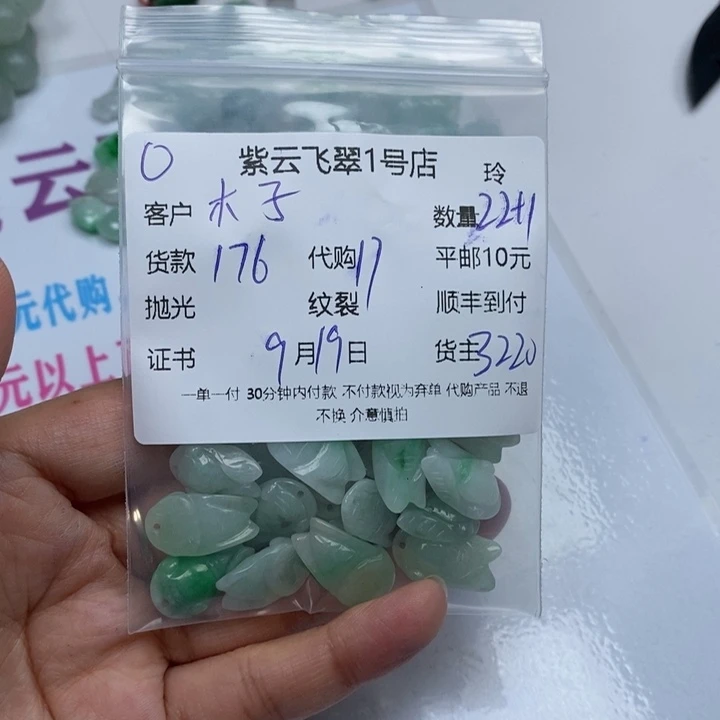 O 紫云飞翠1号店 玲
客户 木子 数量 22+1
货款 176 代购 17 平邮10元
抛光 纹裂 顺丰到付
证书 9月19日 货主 3220
一单一付 30分钟内付款 不付款视为弃单 代购产品 不退
不换 介意慎拍
云
元代购
元以上